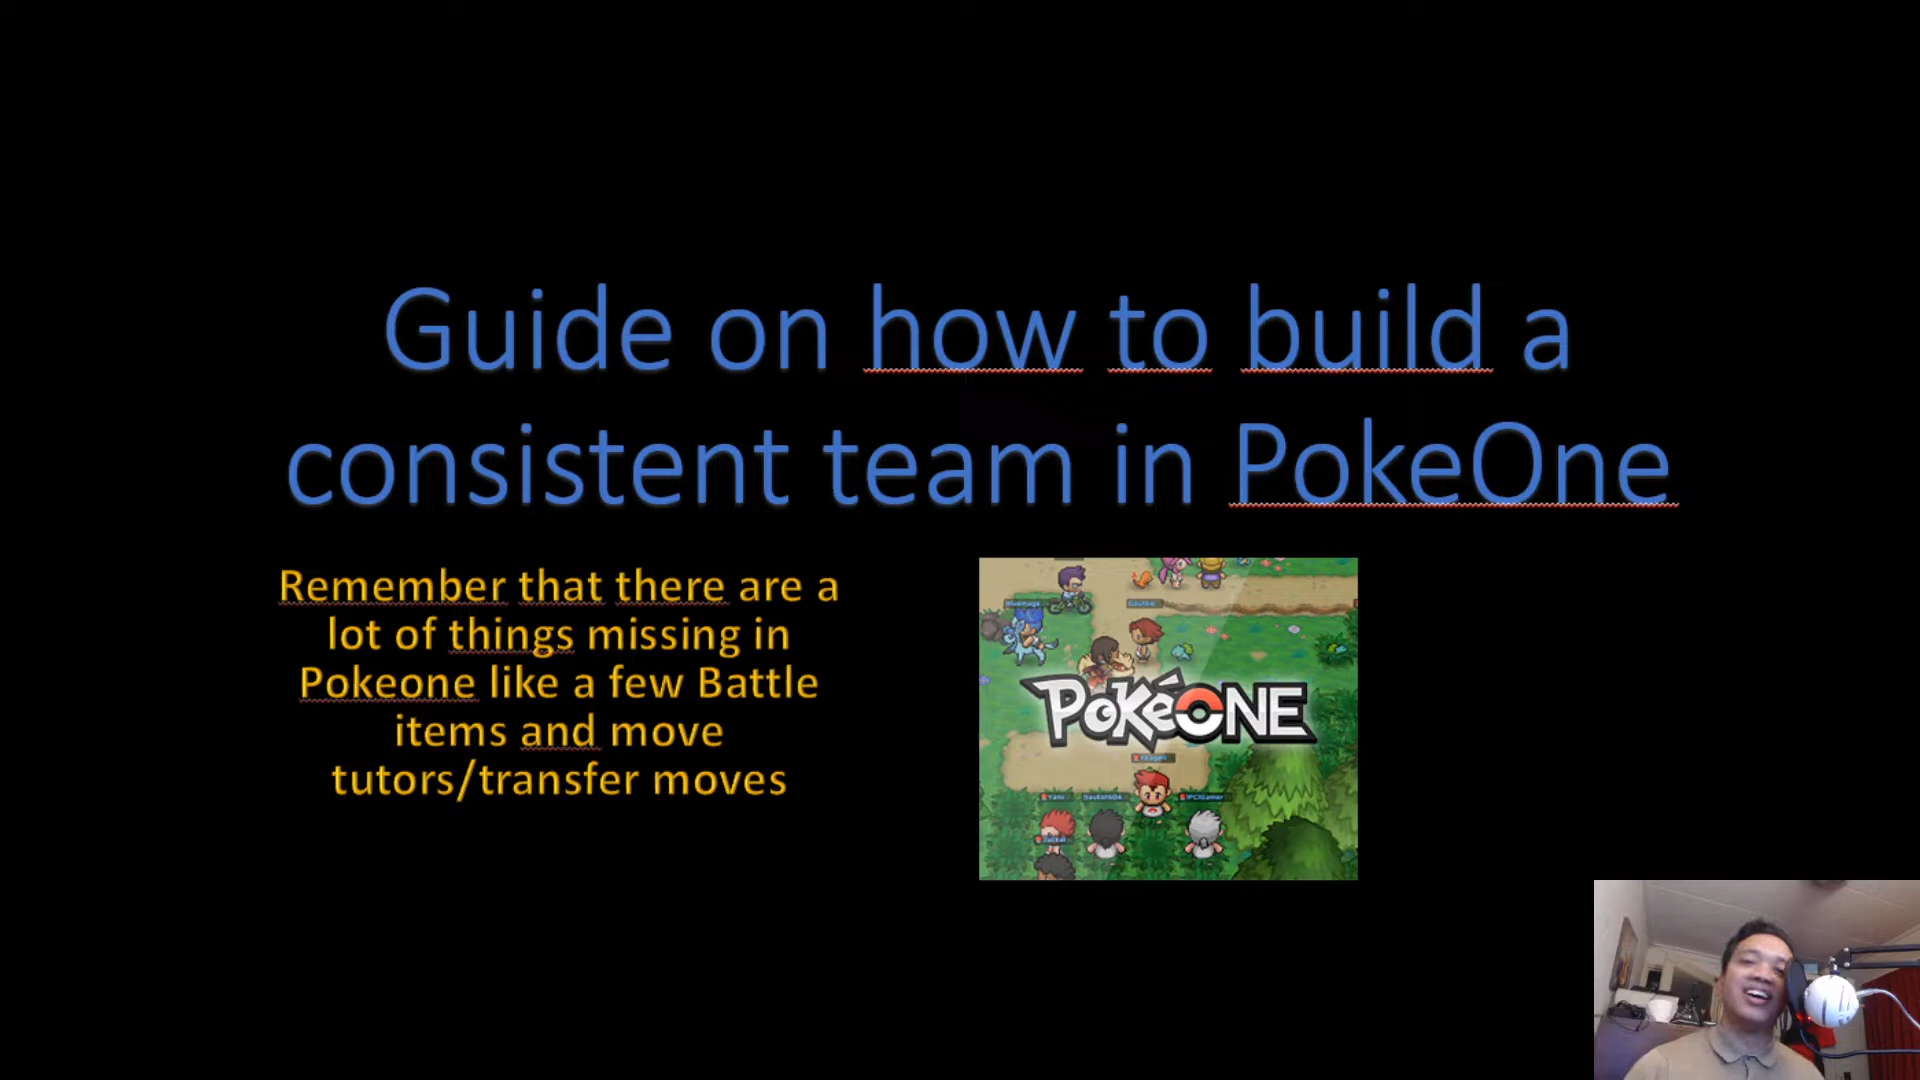 Guide on how to build a
consistent team in PokeOne
Remember that there are a
lot of things missing in
Pokeone like a few Battle
items and move
tutors/transfer moves
POKéONE